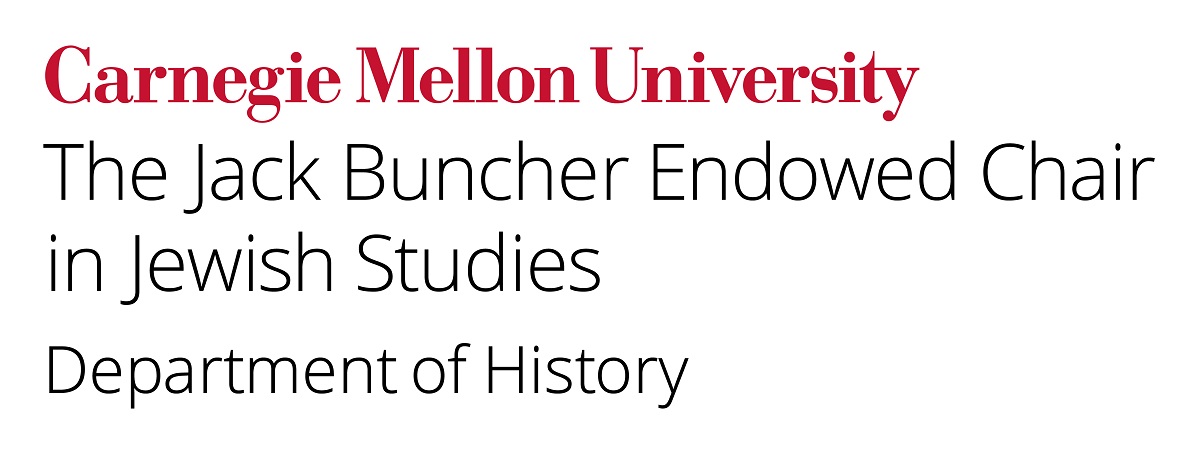 Carnegie Mellon University
The Jack Buncher Endowed Chair
in Jewish Studies
Department of History